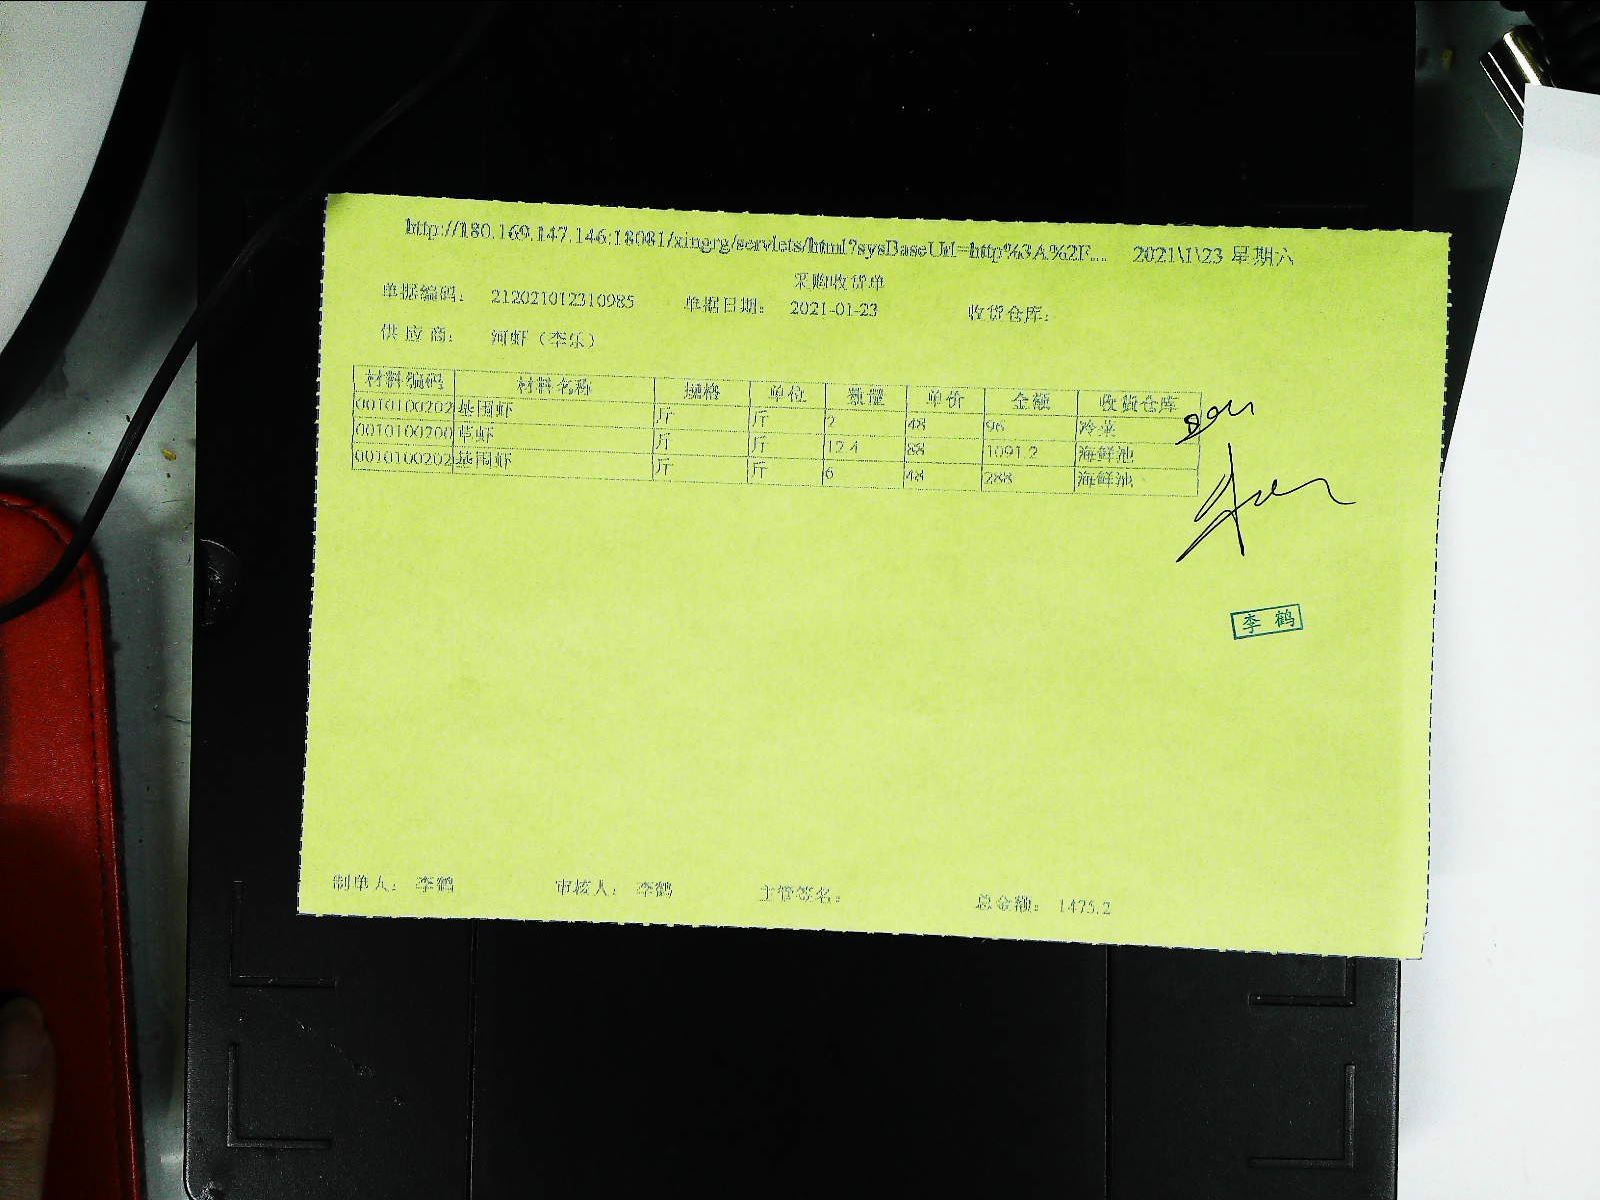 http://180.169.147.146:18081/xingrg/servlets/html?sysBaseUrl=http%3A%2F... 2021\1\23 星期六
采购收货单
单据编码： 212021012310985 单据日期： 2021-01-23 收货仓库：
供 应 商： 河虾（李乐）
材料编码 材料名称 规格 单位 数量 单价 金额 收货仓库
0010100202 基围虾 斤 斤 2 48 96 冷菜
0010100200 草虾 斤 斤 12.4 88 1091.2 海鲜池
0010100202 基围虾 斤 斤 6 48 288 海鲜池
李 鹤
制单人： 李鹤 审核人： 李鹤 主管签名： 总金额： 1475.2